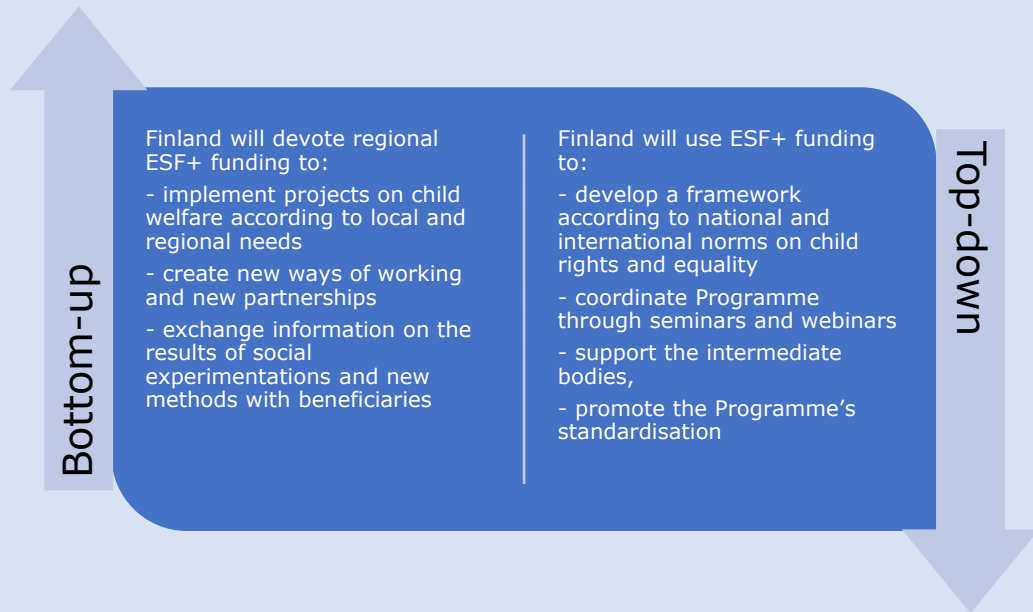 Bottom-up
Finland will devote regional
ESF+ funding to:
- implement projects on child
welfare according to local and
regional needs
- create new ways of working
and new partnerships
- exchange information on the
results of social
experimentations and new
methods with beneficiaries
Finland will use ESF+ funding
to:
- develop a framework
according to national and
international norms on child
rights and equality
- coordinate Programme
through seminars and webinars
- support the intermediate
bodies,
- promote the Programme’s
standardisation
Top-down